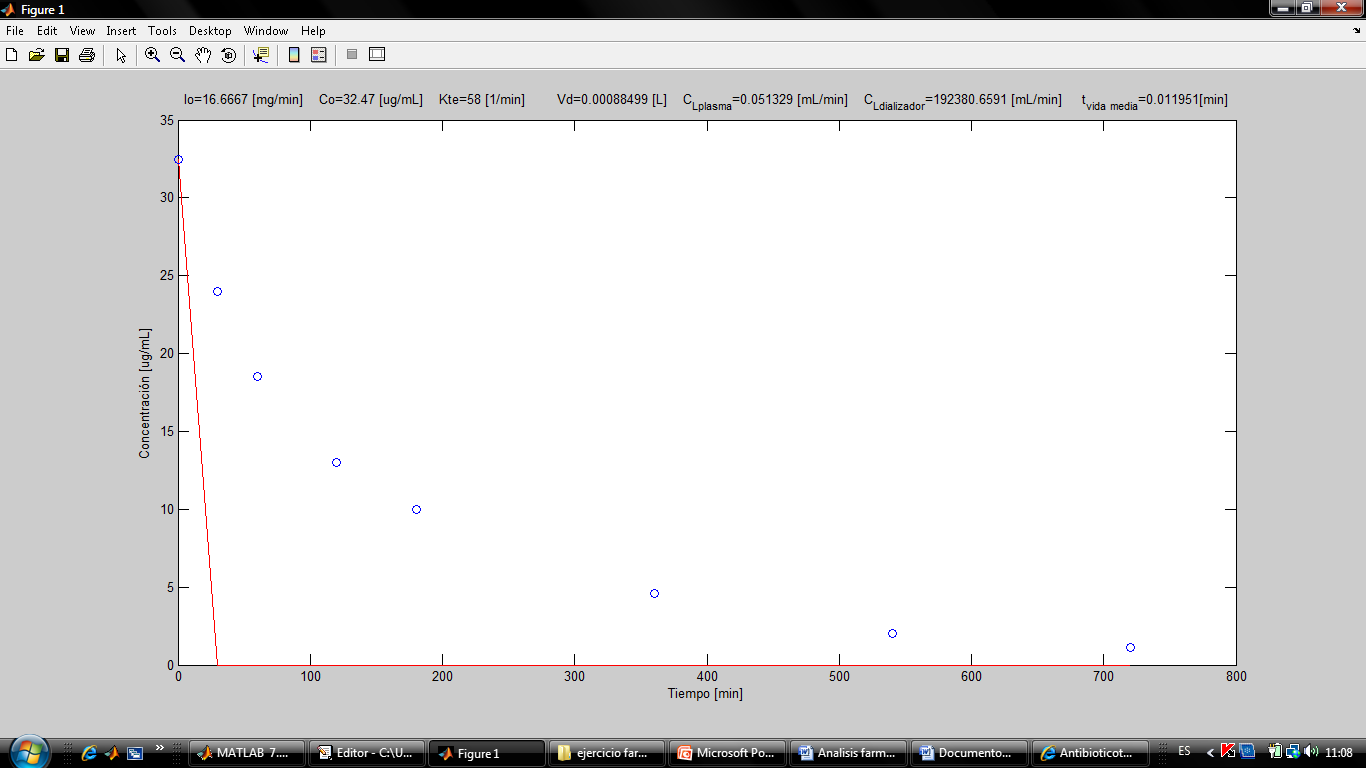 Figure 1
File Edit View Insert Tools Desktop Window Help
Io=16.6667 [mg/min] Co=32.47 [ug/mL] Kte=58 [1/min] Vd=0.00088499 [L] CLplasma=0.051329 [mL/min] CLdializador=192380.6591 [mL/min] tvida media=0.011951[min]
35
30
25
20
15
10
5
0
Concentración [ug/mL]
0 100 200 300 400 500 600 700 800
Tiempo [min]
MATLAB 7.... Editor - C:\U... Figure 1 ejercicio far... Microsoft Po... Analisis farm... Documento... Antibioticot... ES 11:08